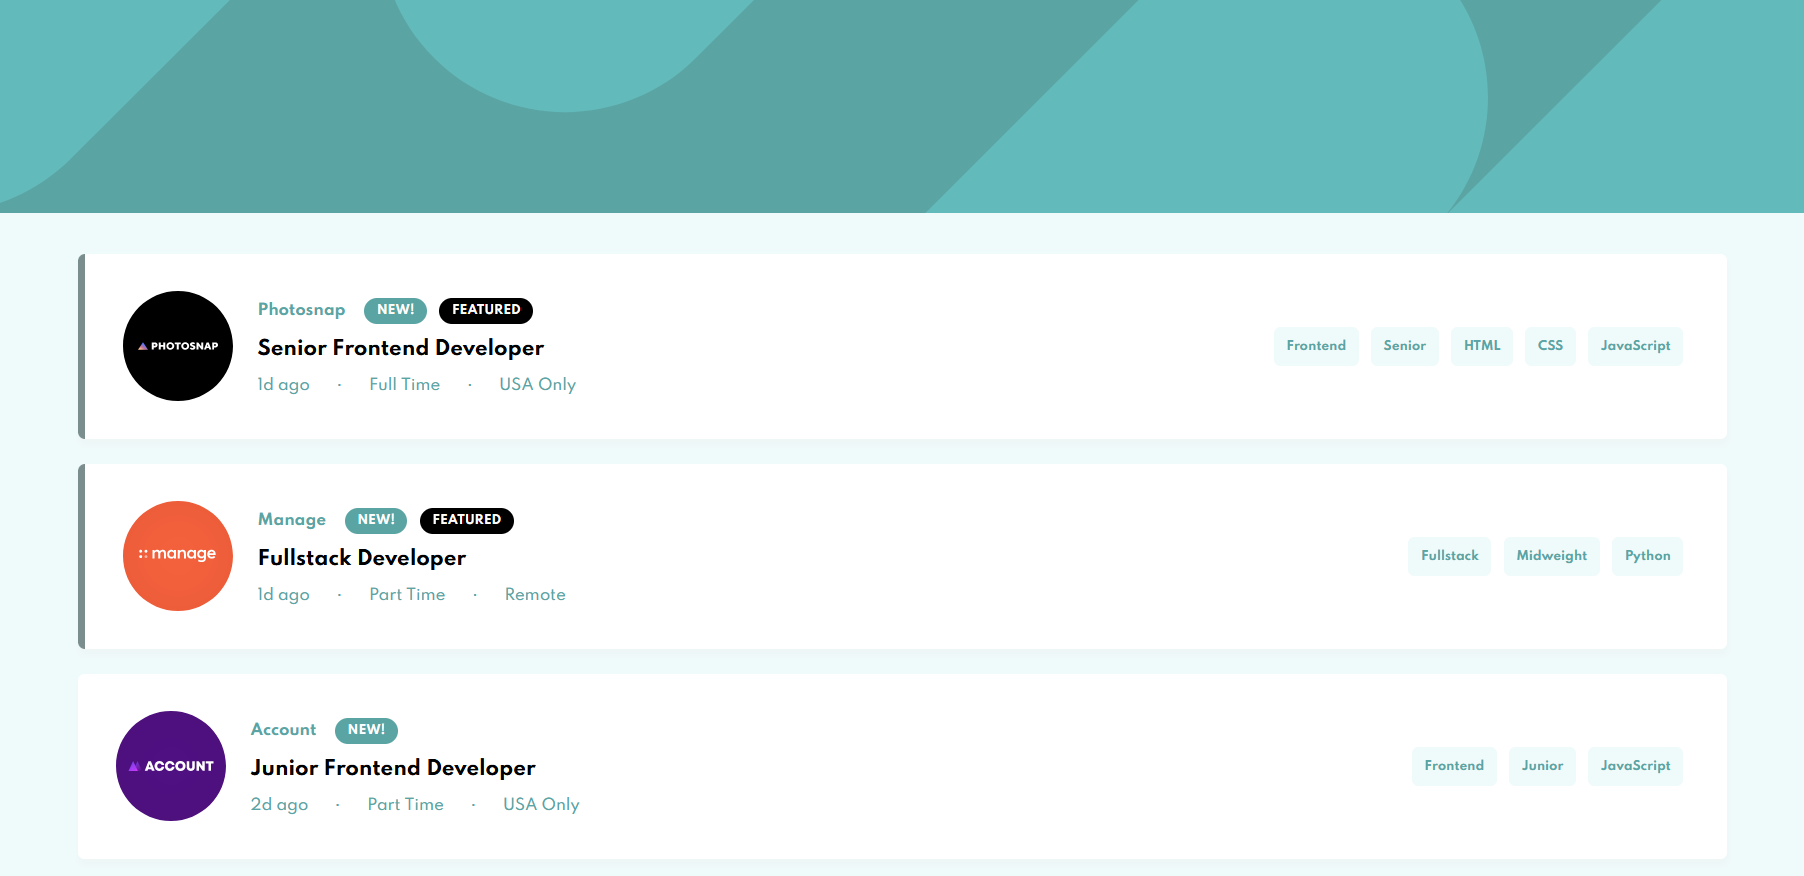 PHOTOSNAP
Photosnap NEW! FEATURED
Senior Frontend Developer
1d ago · Full Time · USA Only
Frontend Senior HTML CSS JavaScript
:: manage
Manage NEW! FEATURED
Fullstack Developer
1d ago · Part Time · Remote
Fullstack Midweight Python
ACCOUNT
Account NEW!
Junior Frontend Developer
2d ago · Part Time · USA Only
Frontend Junior JavaScript